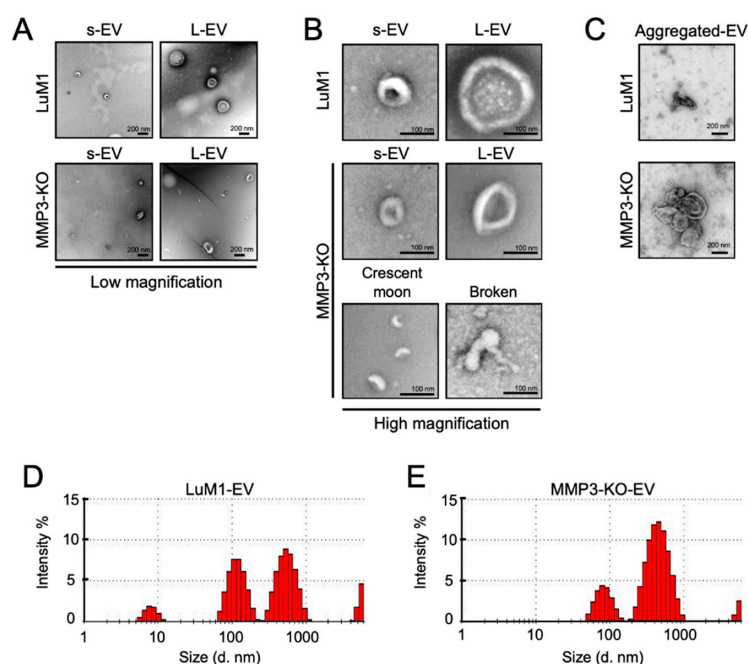 A
s-EV
L-EV
LuM1
200 nm
200 nm
s-EV
L-EV
MMP3-KO
200 nm
200 nm
Low magnification
B
s-EV
L-EV
LuM1
100 nm
100 nm
s-EV
L-EV
MMP3-KO
100 nm
100 nm
Crescent
moon
Broken
100 nm
100 nm
High magnification
C
Aggregated-EV
LuM1
200 nm
MMP3-KO
200 nm
D
LuM1-EV
Intensity %
15
10
5
0
1 10 100 1000
Size (d. nm)
E
MMP3-KO-EV
Intensity %
15
10
5
0
1 10 100 1000
Size (d. nm)